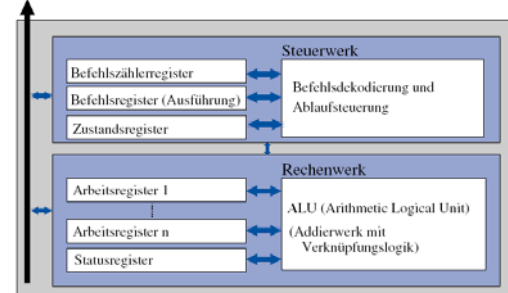 Steuerwerk
Befehlszählerregister
Befehlsregister (Ausführung)
Zustandsregister
Befehlsdekodierung und
Ablaufsteuerung
Rechenwerk
Arbeitsregister 1
Arbeitsregister n
Statusregister
ALU (Arithmetic Logical Unit)
(Addierwerk mit
Verknüpfungslogik)